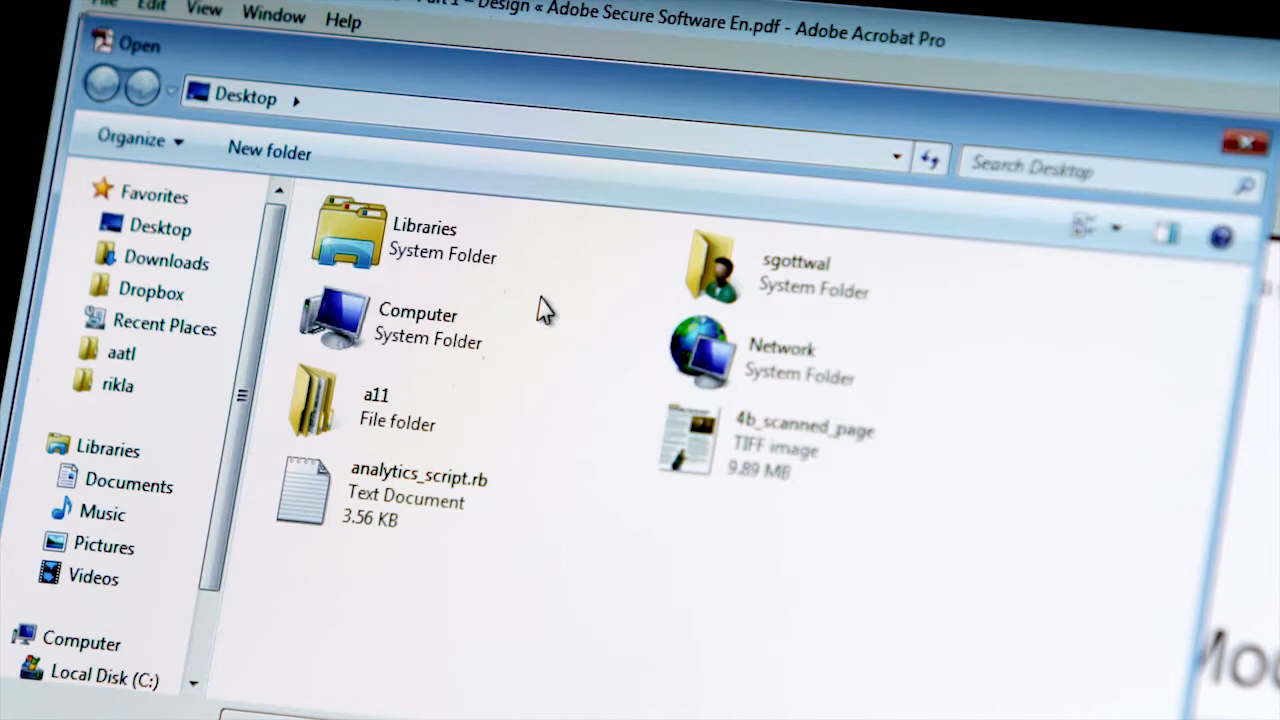 File Edit View Window Help
Part 1 – Design « Adobe Secure Software En.pdf - Adobe Acrobat Pro
Open
Desktop
Search Desktop
Organize
New folder
Favorites
Desktop
Downloads
Dropbox
Recent Places
aatl
rikla
Libraries
Documents
Music
Pictures
Videos
Computer
Local Disk (C:)
Libraries
System Folder
sgottwal
System Folder
Computer
System Folder
Network
System Folder
a11
File folder
4b_scanned_page
TIFF image
9.89 MB
analytics_script.rb
Text Document
3.56 KB